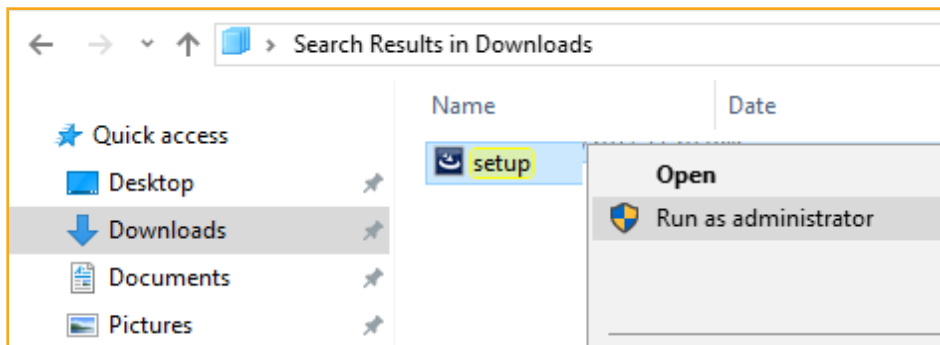 Search Results in Downloads
Name
Date
Quick access
setup
Open
Desktop
Run as administrator
Downloads
Documents
Pictures